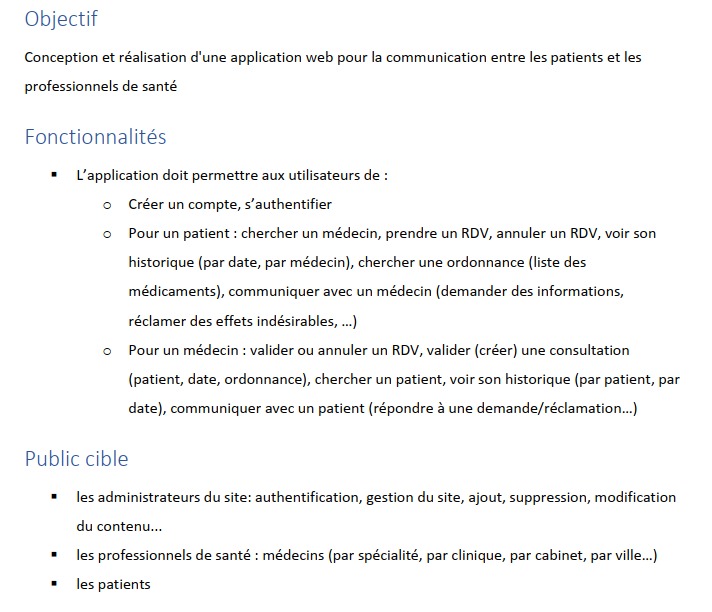 Objectif
Conception et réalisation d'une application web pour la communication entre les patients et les
professionnels de santé
Fonctionnalités
▪ L’application doit permettre aux utilisateurs de :
o Créer un compte, s’authentifier
o Pour un patient : chercher un médecin, prendre un RDV, annuler un RDV, voir son
historique (par date, par médecin), chercher une ordonnance (liste des
médicaments), communiquer avec un médecin (demander des informations,
réclamer des effets indésirables, …)
o Pour un médecin : valider ou annuler un RDV, valider (créer) une consultation
(patient, date, ordonnance), chercher un patient, voir son historique (par patient, par
date), communiquer avec un patient (répondre à une demande/réclamation…)
Public cible
▪ les administrateurs du site: authentification, gestion du site, ajout, suppression, modification
du contenu...
▪ les professionnels de santé : médecins (par spécialité, par clinique, par cabinet, par ville…)
▪ les patients